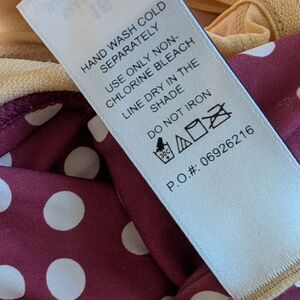 HAND WASH COLD
SEPARATELY
USE ONLY NON-
CHLORINE BLEACH
LINE DRY IN THE
SHADE
DO NOT IRON
P.O.#: 06926216